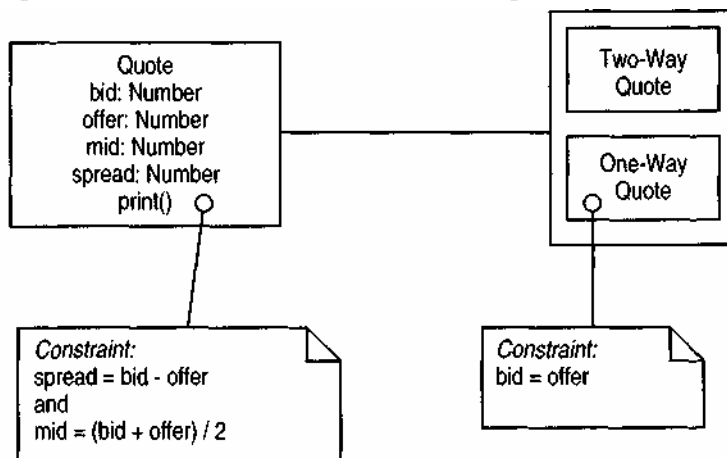 Quote
bid: Number
offer: Number
mid: Number
spread: Number
print()
Two-Way
Quote
One-Way
Quote
Constraint:
spread = bid - offer
and
mid = (bid + offer) / 2
Constraint:
bid = offer